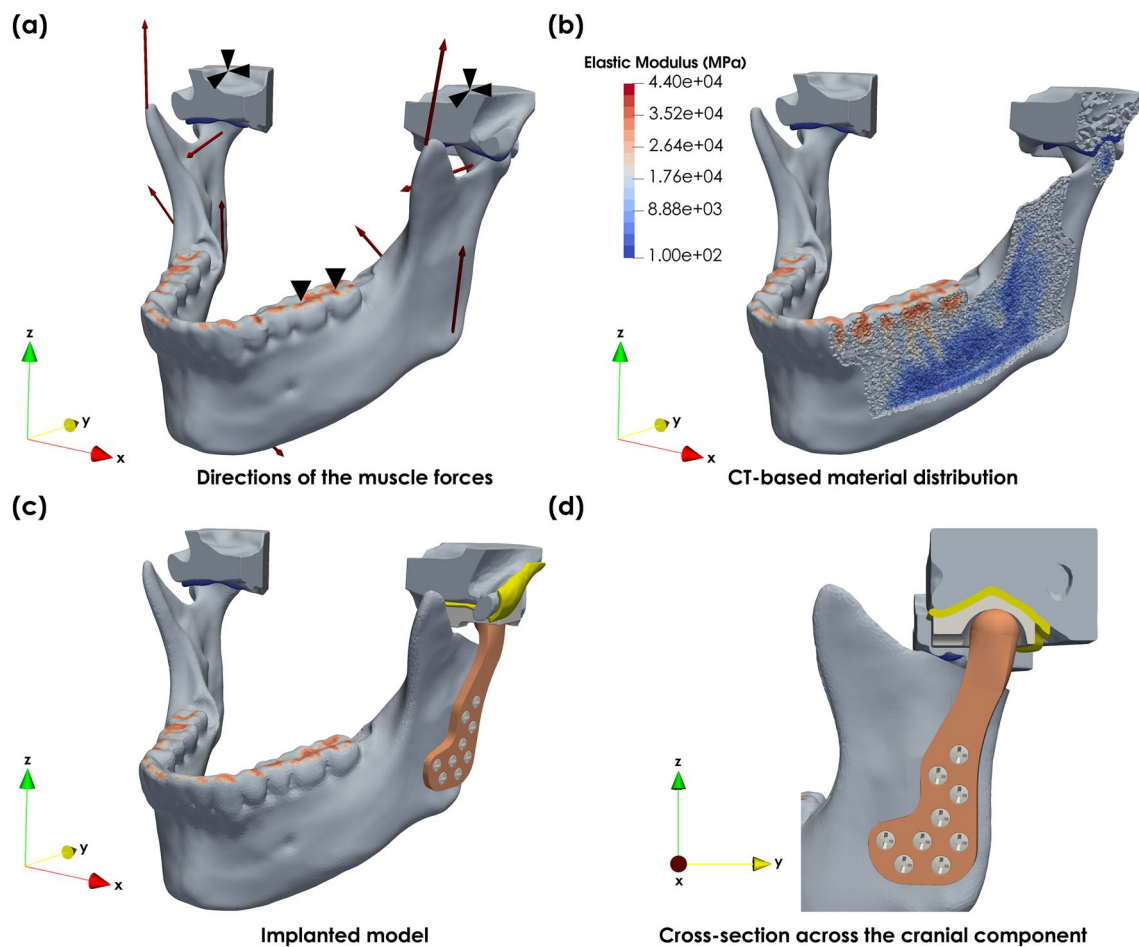 (a)
z
y
x
Directions of the muscle forces
(b)
Elastic Modulus (MPa)
4.40e+04
3.52e+04
2.64e+04
1.76e+04
8.88e+03
1.00e+02
z
y
x
CT-based material distribution
(c)
z
y
x
Implanted model
(d)
z
x
y
Cross-section across the cranial component